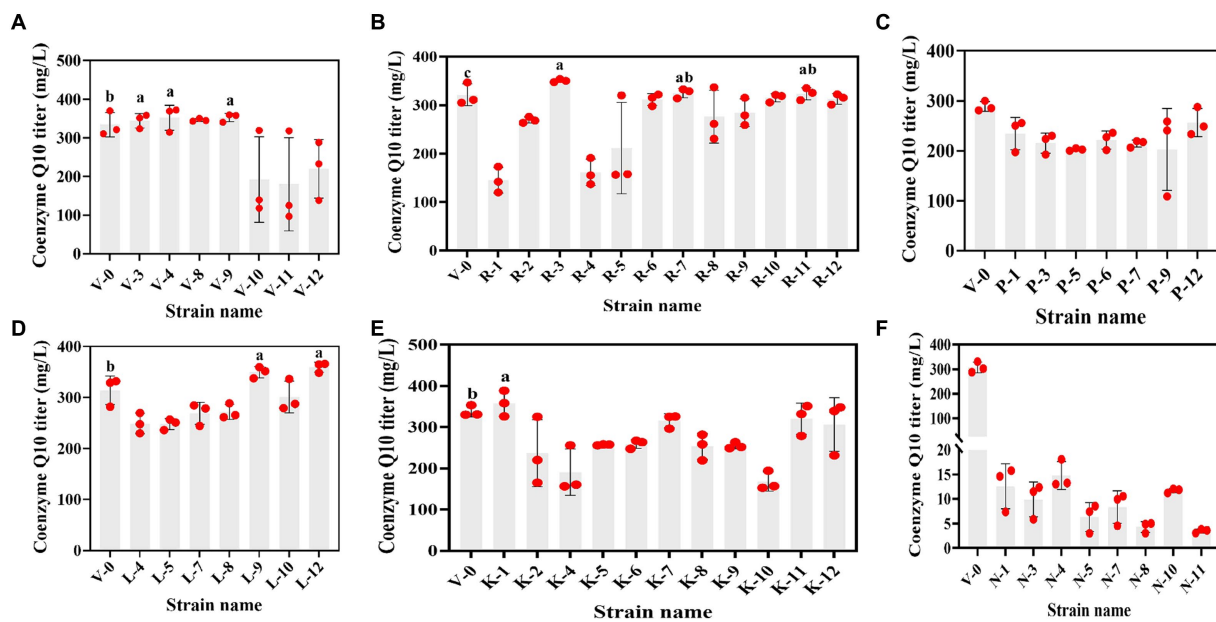 A
Coenzyme Q10 titer (mg/L)
500
400
300
200
100
0
b
a
a
a
V-0
V-3
V-4
V-8
V-9
V-10
V-11
V-12
Strain name
B
Coenzyme Q10 titer (mg/L)
400
300
200
100
0
c
a
ab
ab
V-0
R-1
R-2
R-3
R-4
R-5
R-6
R-7
R-8
R-9
R-10
R-11
R-12
Strain name
C
Coenzyme Q10 titer (mg/L)
400
300
200
100
0
V-0
P-1
P-3
P-5
P-6
P-7
P-9
P-12
Strain name
D
Coenzyme Q10 titer (mg/L)
400
300
200
100
0
b
a
a
V-0
L-4
L-5
L-7
L-8
L-9
L-10
L-12
Strain name
E
Coenzyme Q10 titer (mg/L)
500
400
300
200
100
0
b
a
V-0
K-1
K-2
K-4
K-5
K-6
K-7
K-8
K-9
K-10
K-11
K-12
Strain name
F
Coenzyme Q10 titer (mg/L)
400
300
200
100
20
15
10
5
0
V-0
N-1
N-3
N-4
N-5
N-7
N-8
N-10
N-11
Strain name